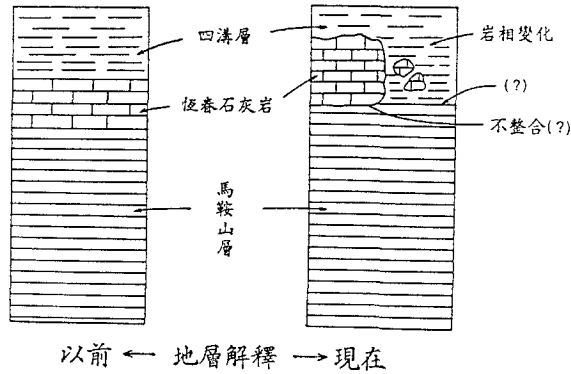 四溝層
岩相變化
(?)
恆春石灰岩
不整合(?)
馬鞍山層
以前 ← 地層解釋 → 現在